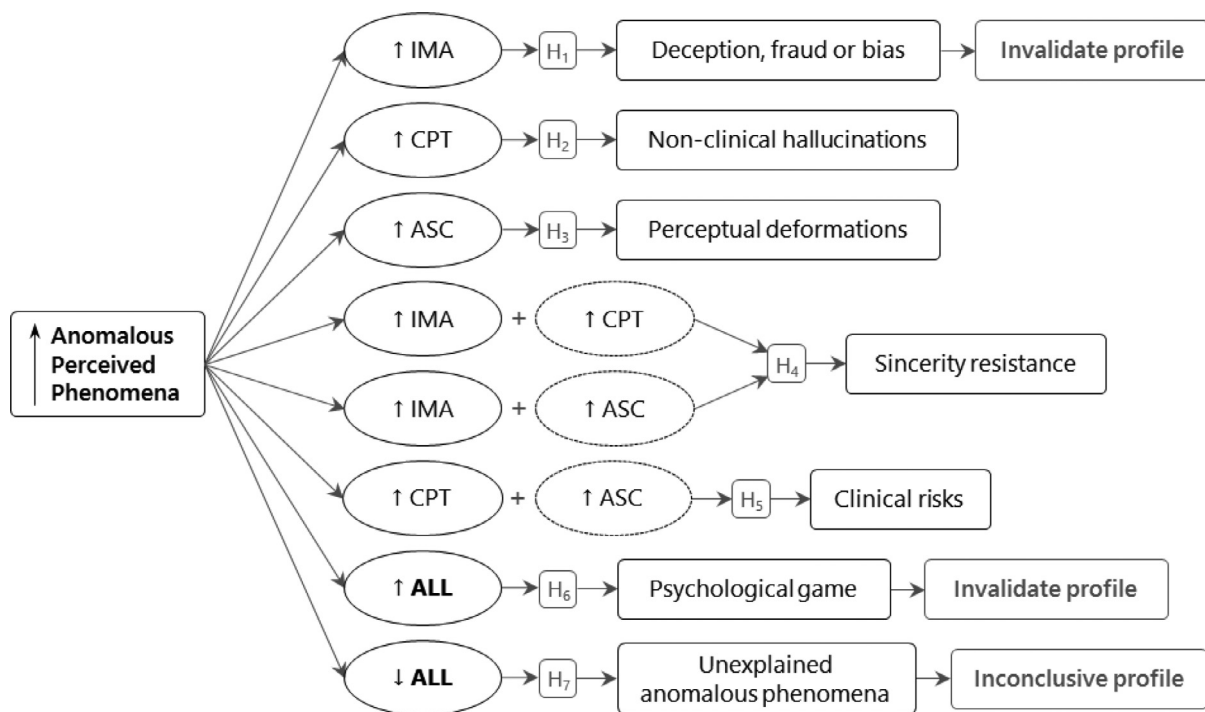 ↑ IMA
H₁
Deception, fraud or bias
Invalidate profile
↑ CPT
H₂
Non-clinical hallucinations
↑ ASC
H₃
Perceptual deformations
↑ Anomalous
Perceived
Phenomena
↑ IMA + ↑ CPT
↑ IMA + ↑ ASC
H₄
Sincerity resistance
↑ CPT + ↑ ASC
H₅
Clinical risks
↑ ALL
H₆
Psychological game
Invalidate profile
↓ ALL
H₇
Unexplained
anomalous phenomena
Inconclusive profile